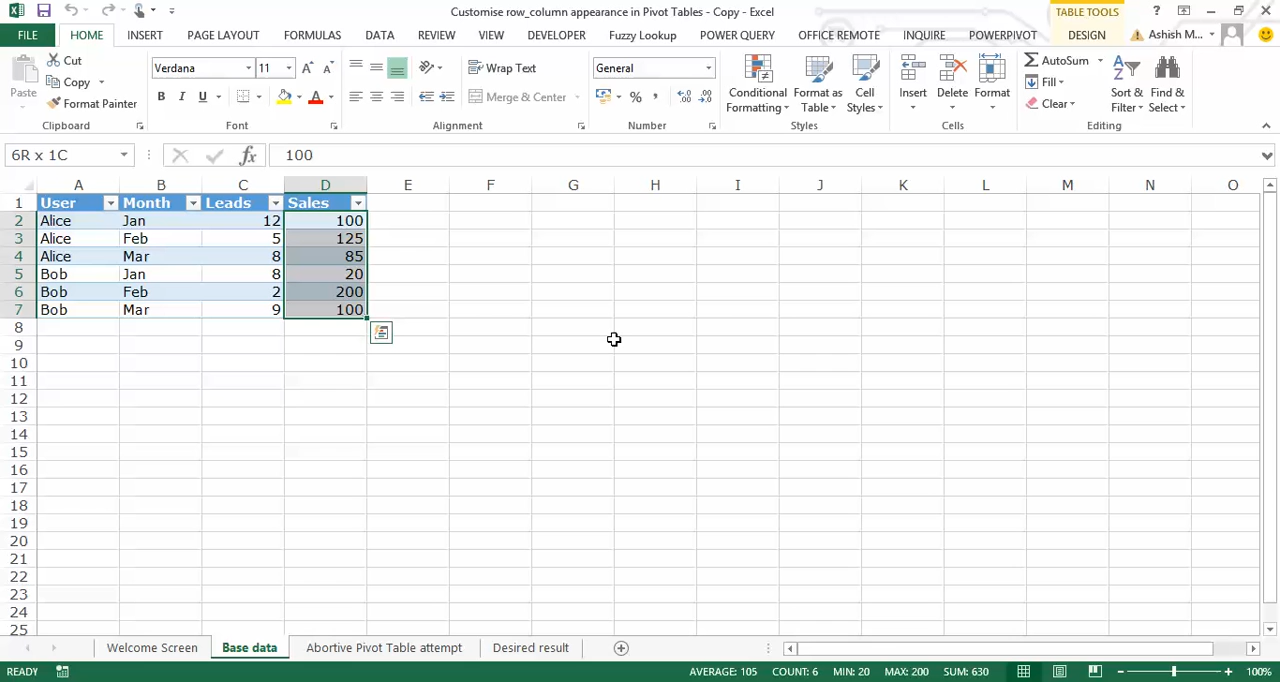 Customise row_column appearance in Pivot Tables - Copy - Excel
TABLE TOOLS
FILE HOME INSERT PAGE LAYOUT FORMULAS DATA REVIEW VIEW DEVELOPER Fuzzy Lookup POWER QUERY OFFICE REMOTE INQUIRE POWERPIVOT DESIGN Ashish M...
Paste
Cut
Copy
Format Painter
Clipboard
Verdana 11
B I U
Font
Wrap Text
Merge & Center
Alignment
General
%
Number
Conditional Formatting
Format as Table
Cell Styles
Styles
Insert
Delete
Format
Cells
AutoSum
Fill
Clear
Sort & Filter
Find & Select
Editing
6R x 1C fx 100
A B C D E F G H I J K L M N O
1 User Month Leads Sales
2 Alice Jan 12 100
3 Alice Feb 5 125
4 Alice Mar 8 85
5 Bob Jan 8 20
6 Bob Feb 2 200
7 Bob Mar 9 100
8
9
10
11
12
13
14
15
16
17
18
19
20
21
22
23
24
25
Welcome Screen Base data Abortive Pivot Table attempt Desired result
READY AVERAGE: 105 COUNT: 6 MIN: 20 MAX: 200 SUM: 630 100%